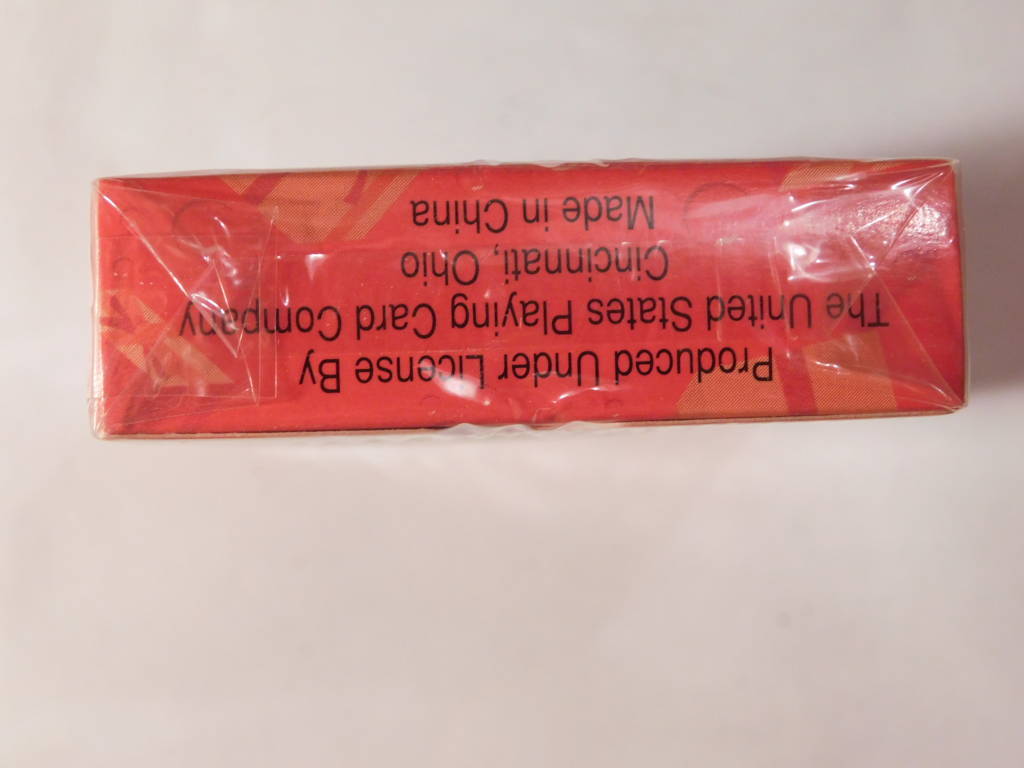 Produced Under License By
The United States Playing Card Company
Cincinnati, Ohio
Made in China